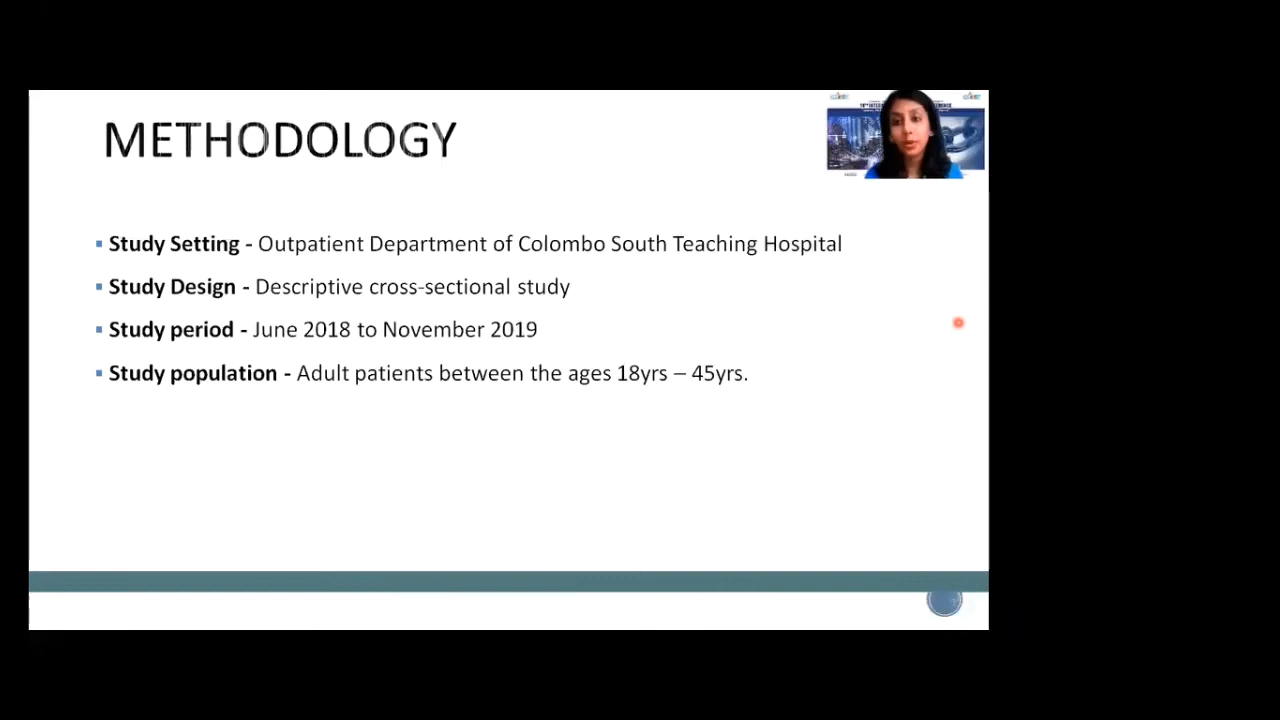 METHODOLOGY
▪ Study Setting - Outpatient Department of Colombo South Teaching Hospital
▪ Study Design - Descriptive cross-sectional study
▪ Study period - June 2018 to November 2019
▪ Study population - Adult patients between the ages 18yrs – 45yrs.